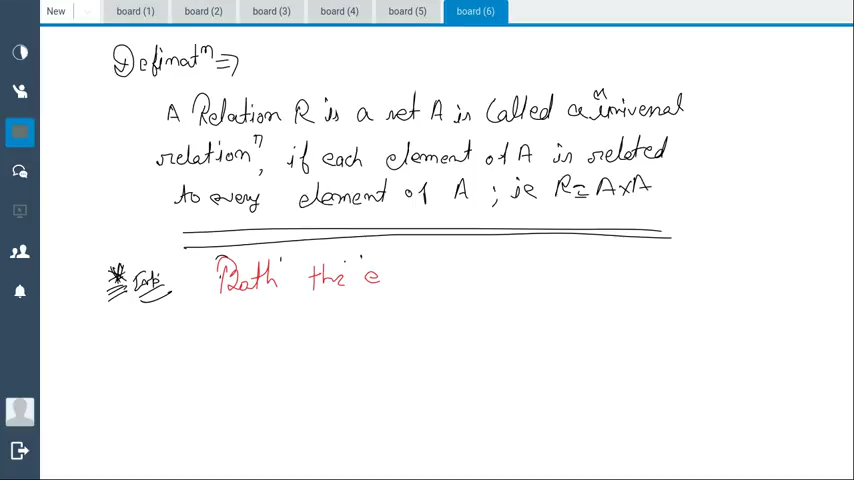 New board (1) board (2) board (3) board (4) board (5) board (6)
Definatⁿ ⇒
A Relation R is a set A is called a "universal
relationⁿ, if each element of A is related
to every element of A ; ie R = A×A
Both the e